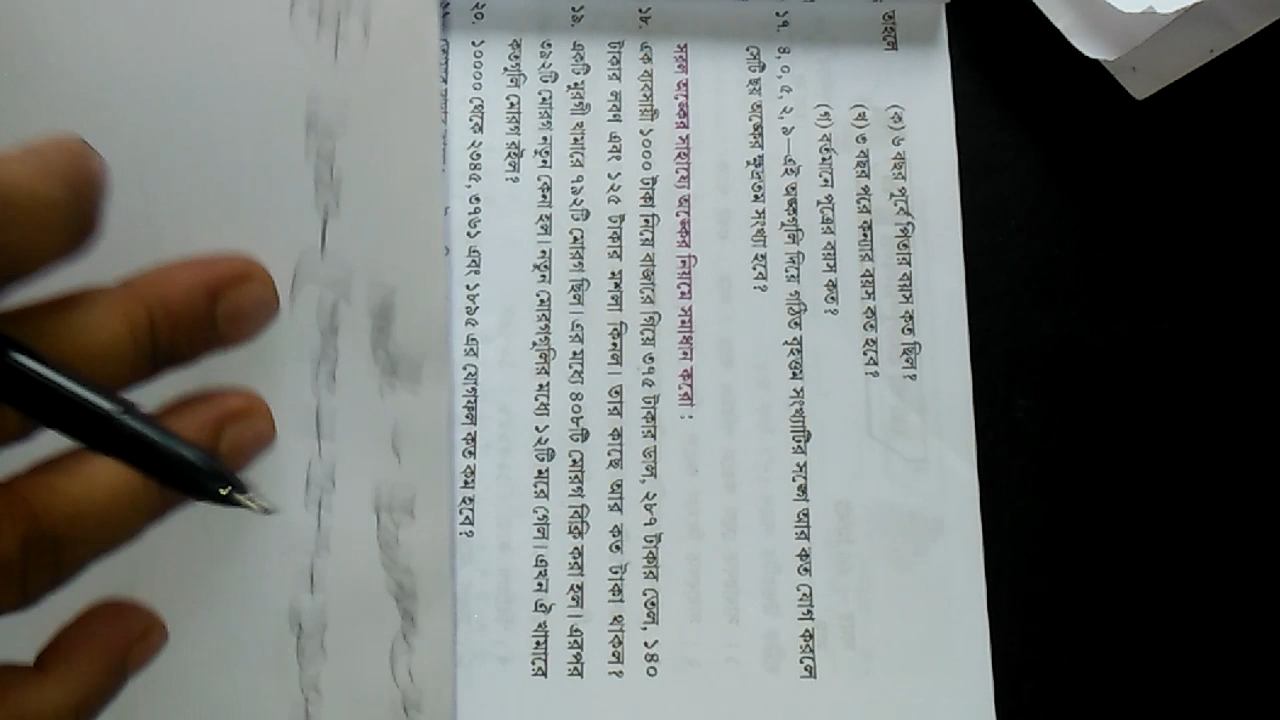 তাহলে
(ক) ৬ বছর পূর্বে পিতার বয়স কত ছিল?
(খ) ৩ বছর পরে কন্যার বয়স কত হবে?
(গ) বর্তমানে পুত্রের বয়স কত?
১৭. ৪, ০, ৫, ২, ৯—এই অঙ্কগুলি দিয়ে গঠিত বৃহত্তম সংখ্যাটির সঙ্গে আর কত যোগ করলে
সেটি ছয় অঙ্কের ক্ষুদ্রতম সংখ্যা হবে?
সরল অঙ্কের সাহায্যে অঙ্কের নিয়মে সমাধান করো :
১৮. এক ব্যবসায়ী ১০০০ টাকা নিয়ে বাজারে গিয়ে ৩৭৫ টাকার ডাল, ২৮৭ টাকার তেল, ১৪০
টাকার লবণ এবং ১২৫ টাকার মশলা কিনল। তার কাছে আর কত টাকা থাকল?
১৯. একটি মুরগী খামারে ৭৯২টি মোরগ ছিল। এর মধ্যে ৪০৮টি মোরগ বিক্রি করা হল। এরপর
৩৯২টি মোরগ নতুন কেনা হল। নতুন মোরগগুলির মধ্যে ১২টি মরে গেল। এখন ঐ খামারে
কতগুলি মোরগ রইল?
২০. ১০০০০ থেকে ২৩৪৫, ৩৭৬১ এবং ১৮৯৫ এর যোগফল কত কম হবে?